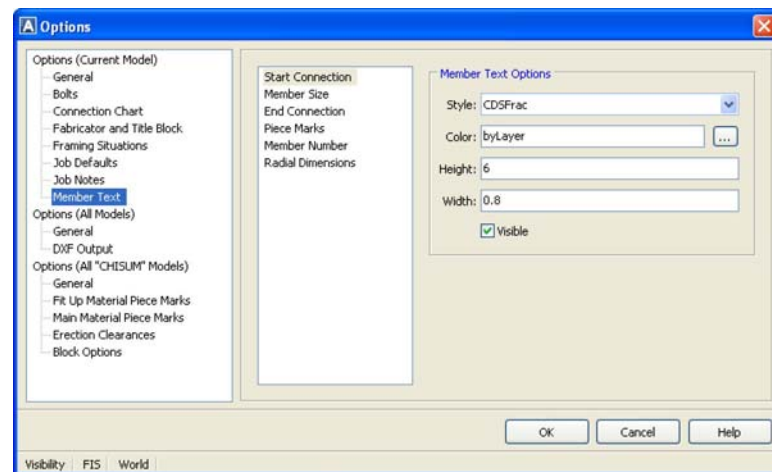 A Options
Options (Current Model)
General
Bolts
Connection Chart
Fabricator and Title Block
Framing Situations
Job Defaults
Job Notes
Member Text
Options (All Models)
General
DXF Output
Options (All "CHISUM" Models)
General
Fit Up Material Piece Marks
Main Material Piece Marks
Erection Clearances
Block Options
Start Connection
Member Size
End Connection
Piece Marks
Member Number
Radial Dimensions
Member Text Options
Style: CDSFrac
Color: byLayer ...
Height: 6
Width: 0.8
Visible
OK Cancel Help
Visibility FIS World